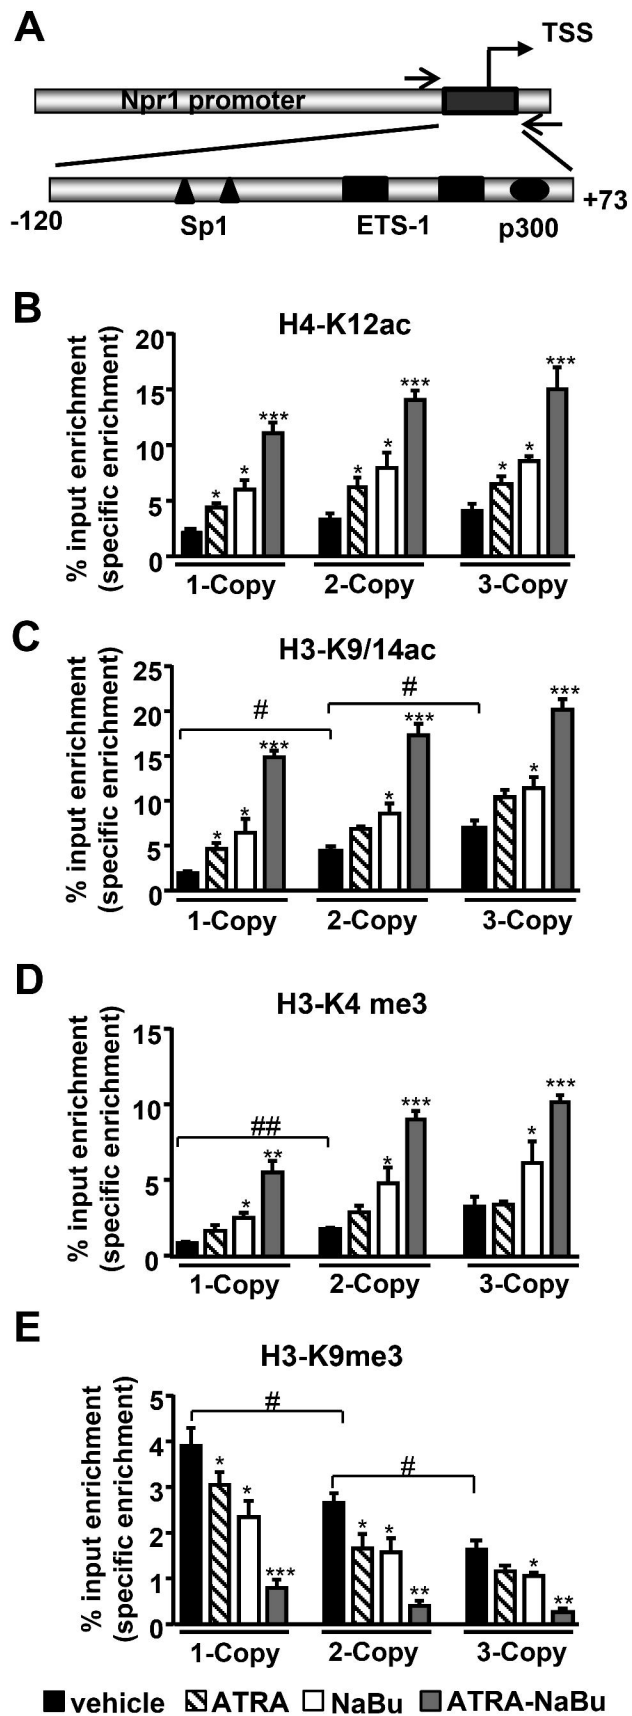 A
TSS
Npr1 promoter
-120
+73
Sp1 ETS-1 p300
B
H4-K12ac
% input enrichment
(specific enrichment)
20
15
10
5
0
* * ***
* * ***
* * ***
1-Copy 2-Copy 3-Copy
C
H3-K9/14ac
% input enrichment
(specific enrichment)
25
20
15
10
5
0
# #
* * ***
* ***
* ***
1-Copy 2-Copy 3-Copy
D
H3-K4 me3
% input enrichment
(specific enrichment)
15
10
5
0
##
* **
* ***
* ***
1-Copy 2-Copy 3-Copy
E
H3-K9me3
% input enrichment
(specific enrichment)
5
4
3
2
1
0
# #
* * ***
* * **
* **
1-Copy 2-Copy 3-Copy
vehicle ATRA NaBu ATRA-NaBu